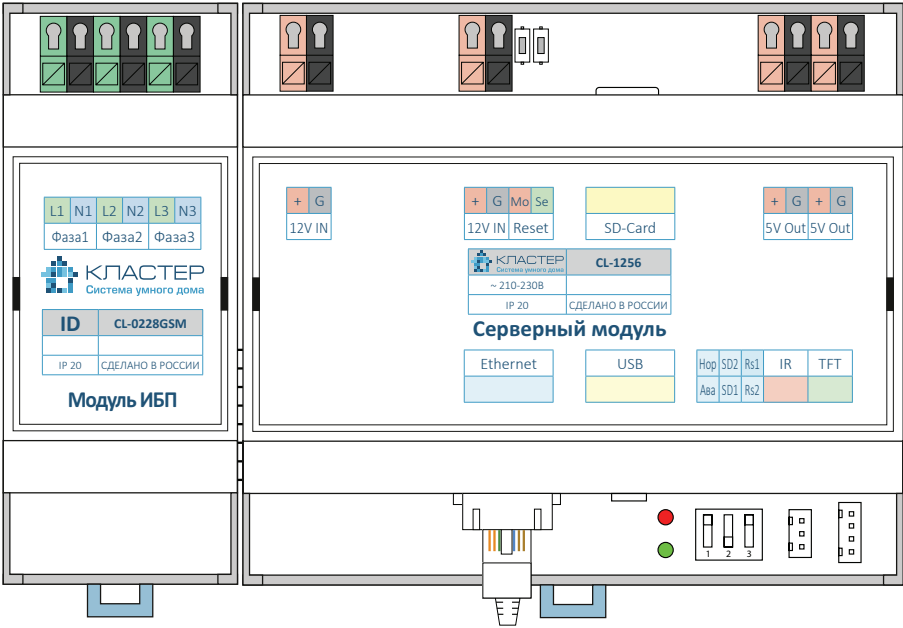 L1 N1 L2 N2 L3 N3
Фаза1 Фаза2 Фаза3
КЛАСТЕР
Система умного дома
ID CL-0228GSM
IP 20 СДЕЛАНО В РОССИИ
Модуль ИБП
+ G
12V IN
+ G Mo Se
12V IN Reset
SD-Card
+ G + G
5V Out 5V Out
КЛАСТЕР
Система умного дома
CL-1256
~ 210-230В
IP 20 СДЕЛАНО В РОССИИ
Серверный модуль
Ethernet
USB
Нор SD2 Rs1 IR TFT
Ава SD1 Rs2
1 2 3